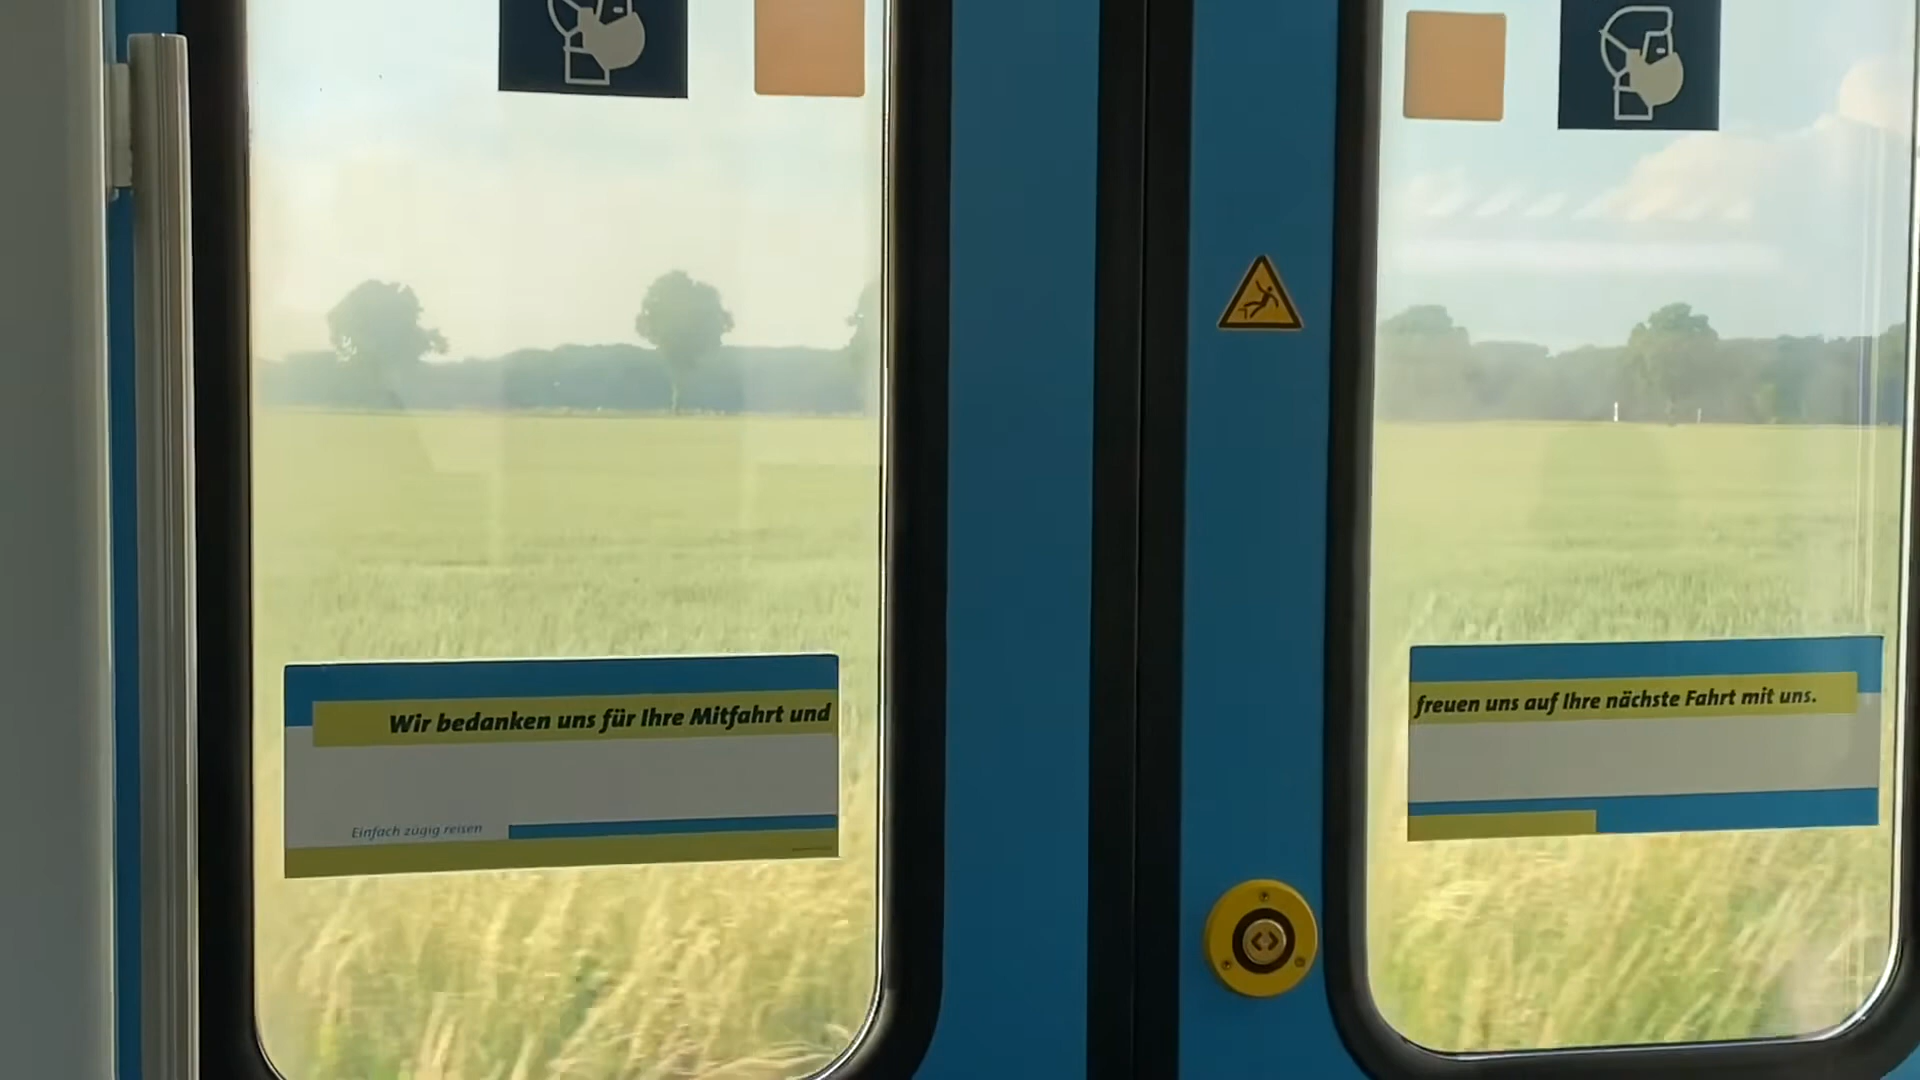 Wir bedanken uns für Ihre Mitfahrt und
freuen uns auf Ihre nächste Fahrt mit uns.
Einfach zügig reisen